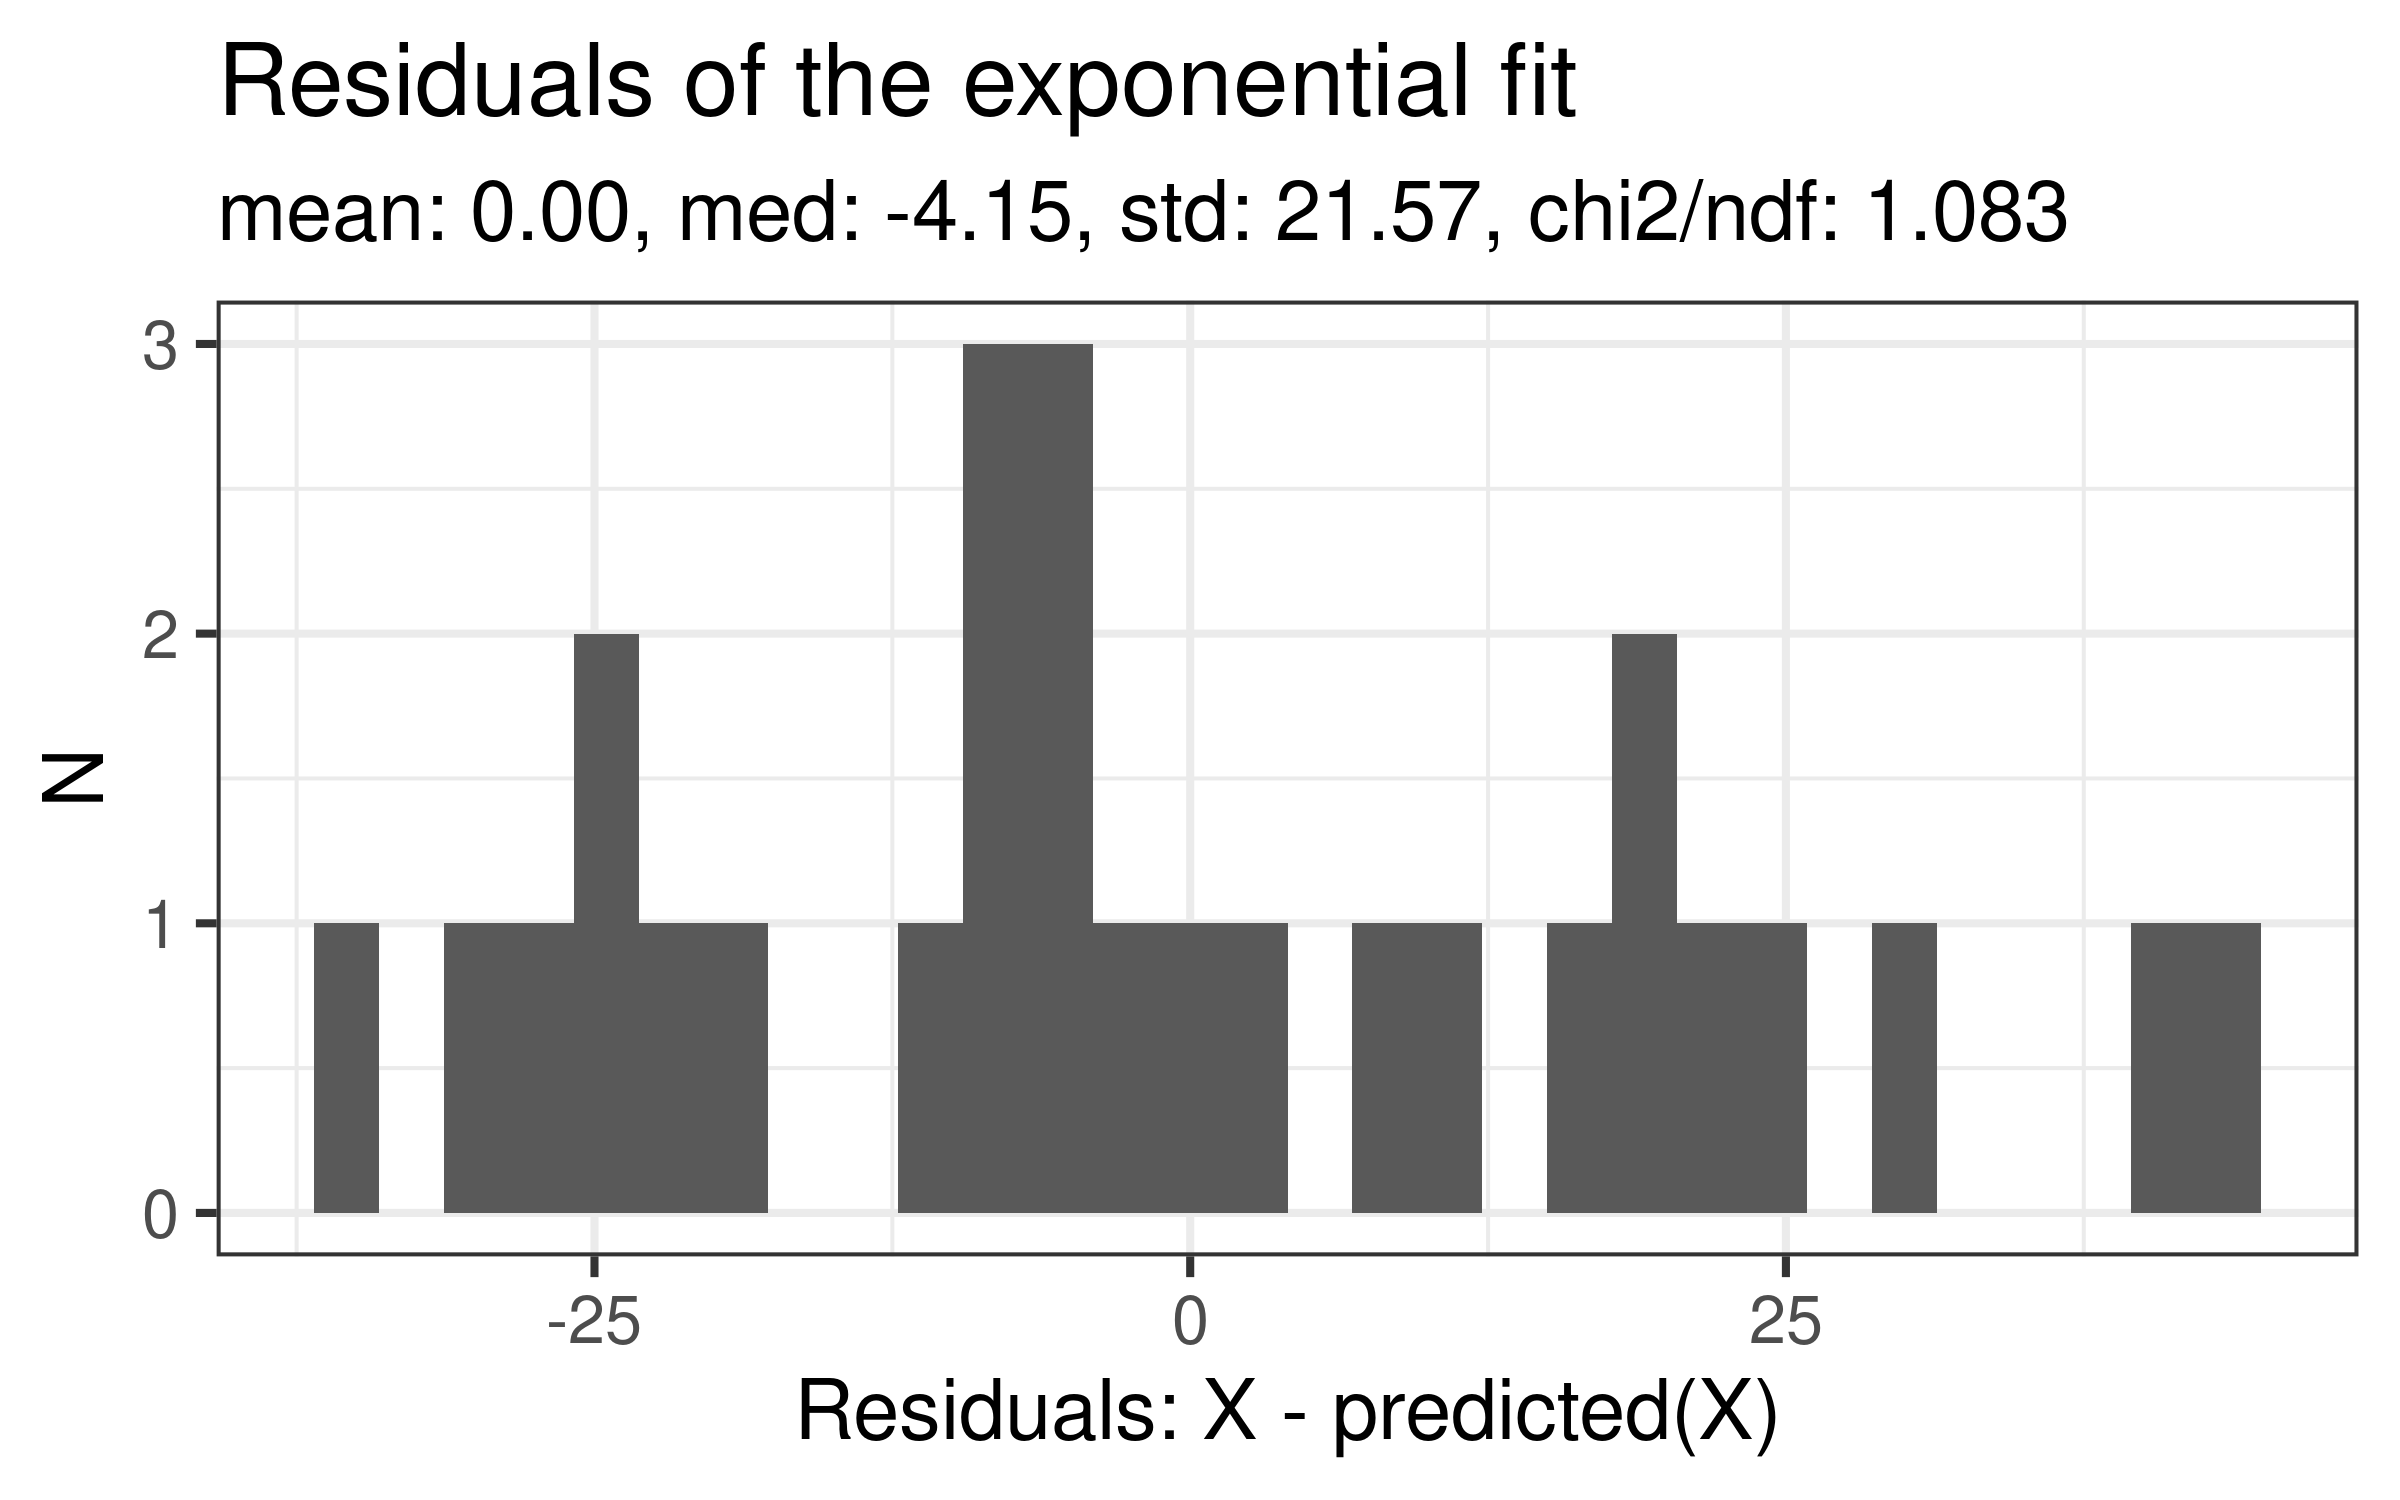 Residuals of the exponential fit
mean: 0.00, med: -4.15, std: 21.57, chi2/ndf: 1.083
3
2
1
0
N
-25 0 25
Residuals: X - predicted(X)